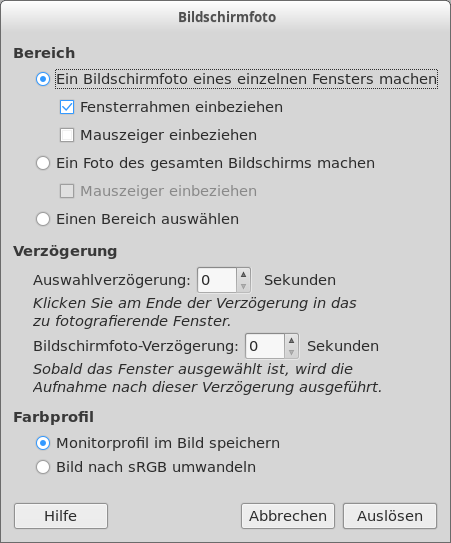 Bildschirmfoto
Bereich
Ein Bildschirmfoto eines einzelnen Fensters machen
Fensterrahmen einbeziehen
Mauszeiger einbeziehen
Ein Foto des gesamten Bildschirms machen
Mauszeiger einbeziehen
Einen Bereich auswählen
Verzögerung
Auswahlverzögerung: 0 Sekunden
Klicken Sie am Ende der Verzögerung in das
zu fotografierende Fenster.
Bildschirmfoto-Verzögerung: 0 Sekunden
Sobald das Fenster ausgewählt ist, wird die
Aufnahme nach dieser Verzögerung ausgeführt.
Farbprofil
Monitorprofil im Bild speichern
Bild nach sRGB umwandeln
Hilfe Abbrechen Auslösen